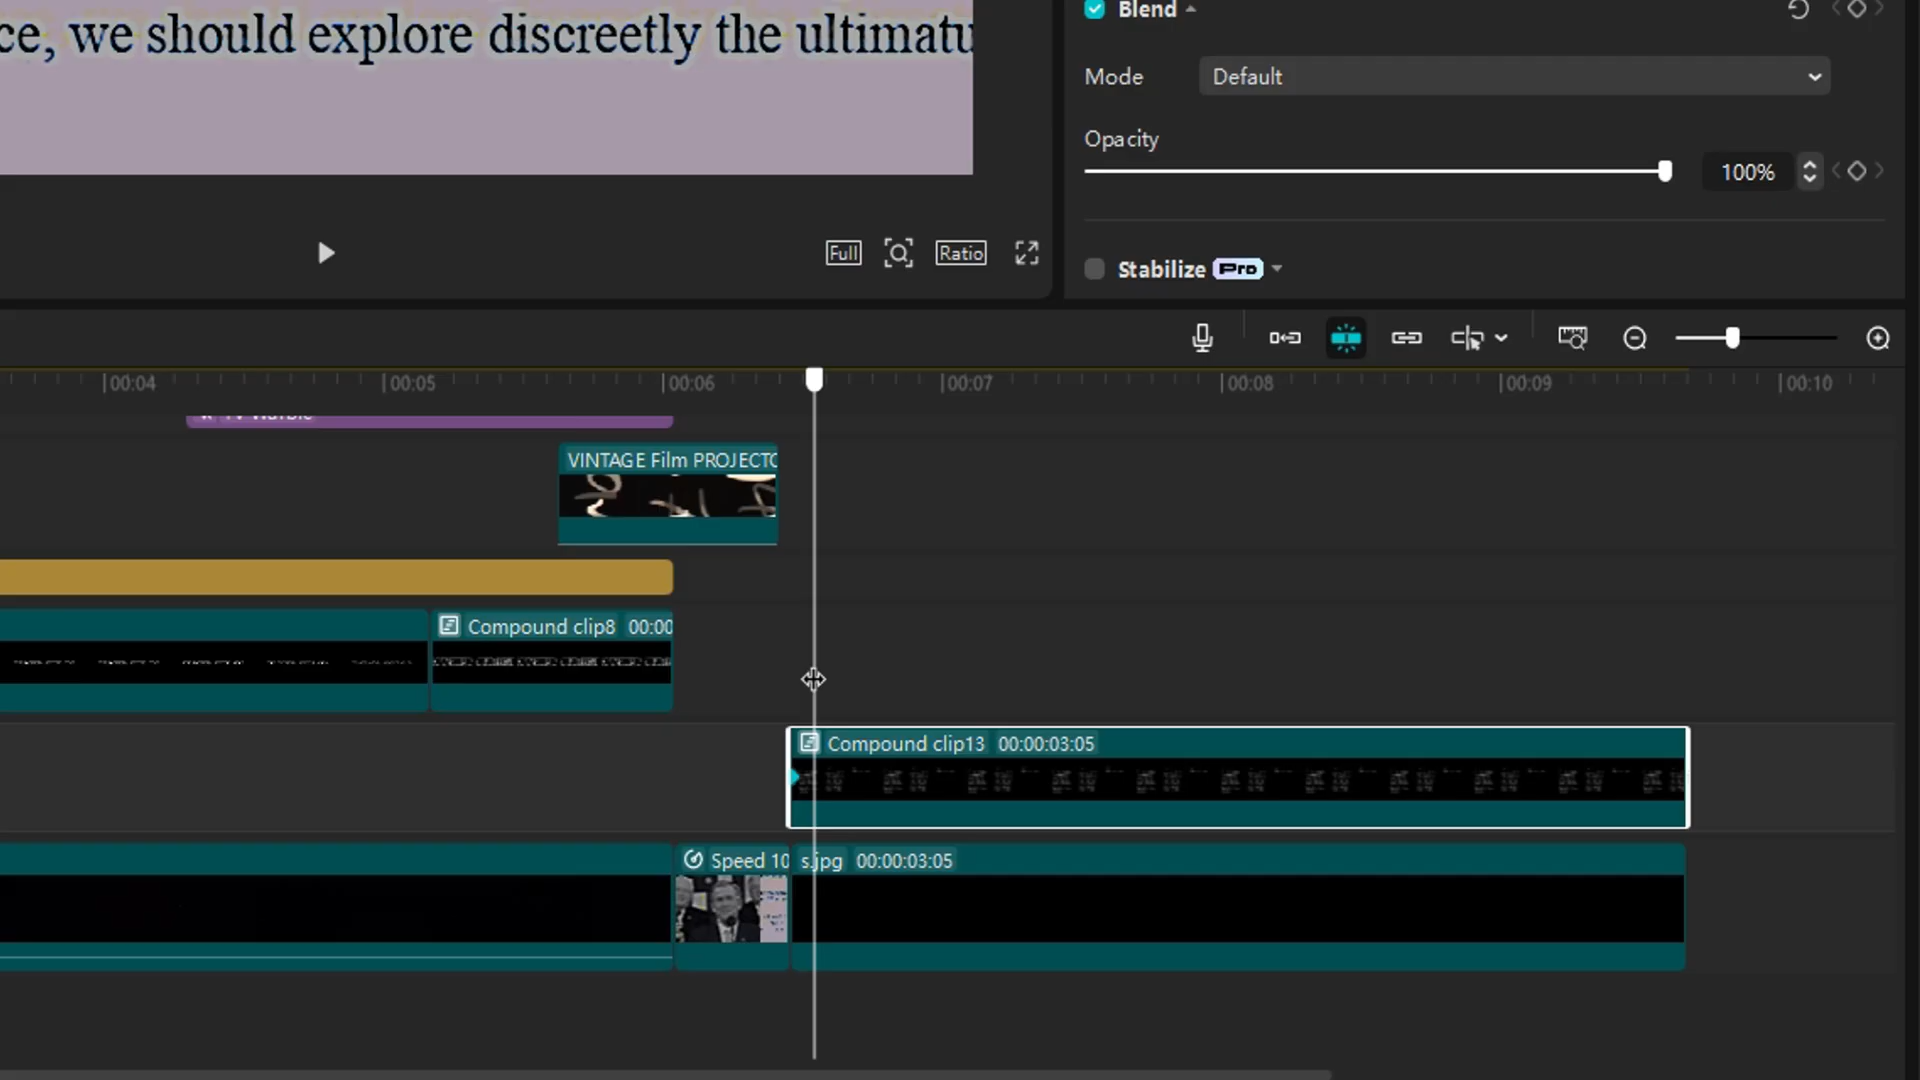 ce, we should explore discreetly the ultimatu
Blend
Mode
Default
Opacity
100%
Full
Ratio
Stabilize Pro
00:04
00:05
00:06
00:07
00:08
00:09
00:10
VINTAGE Film PROJECTO
Compound clip8 00:00
Compound clip13 00:00:03:05
Speed 10
s.jpg 00:00:03:05